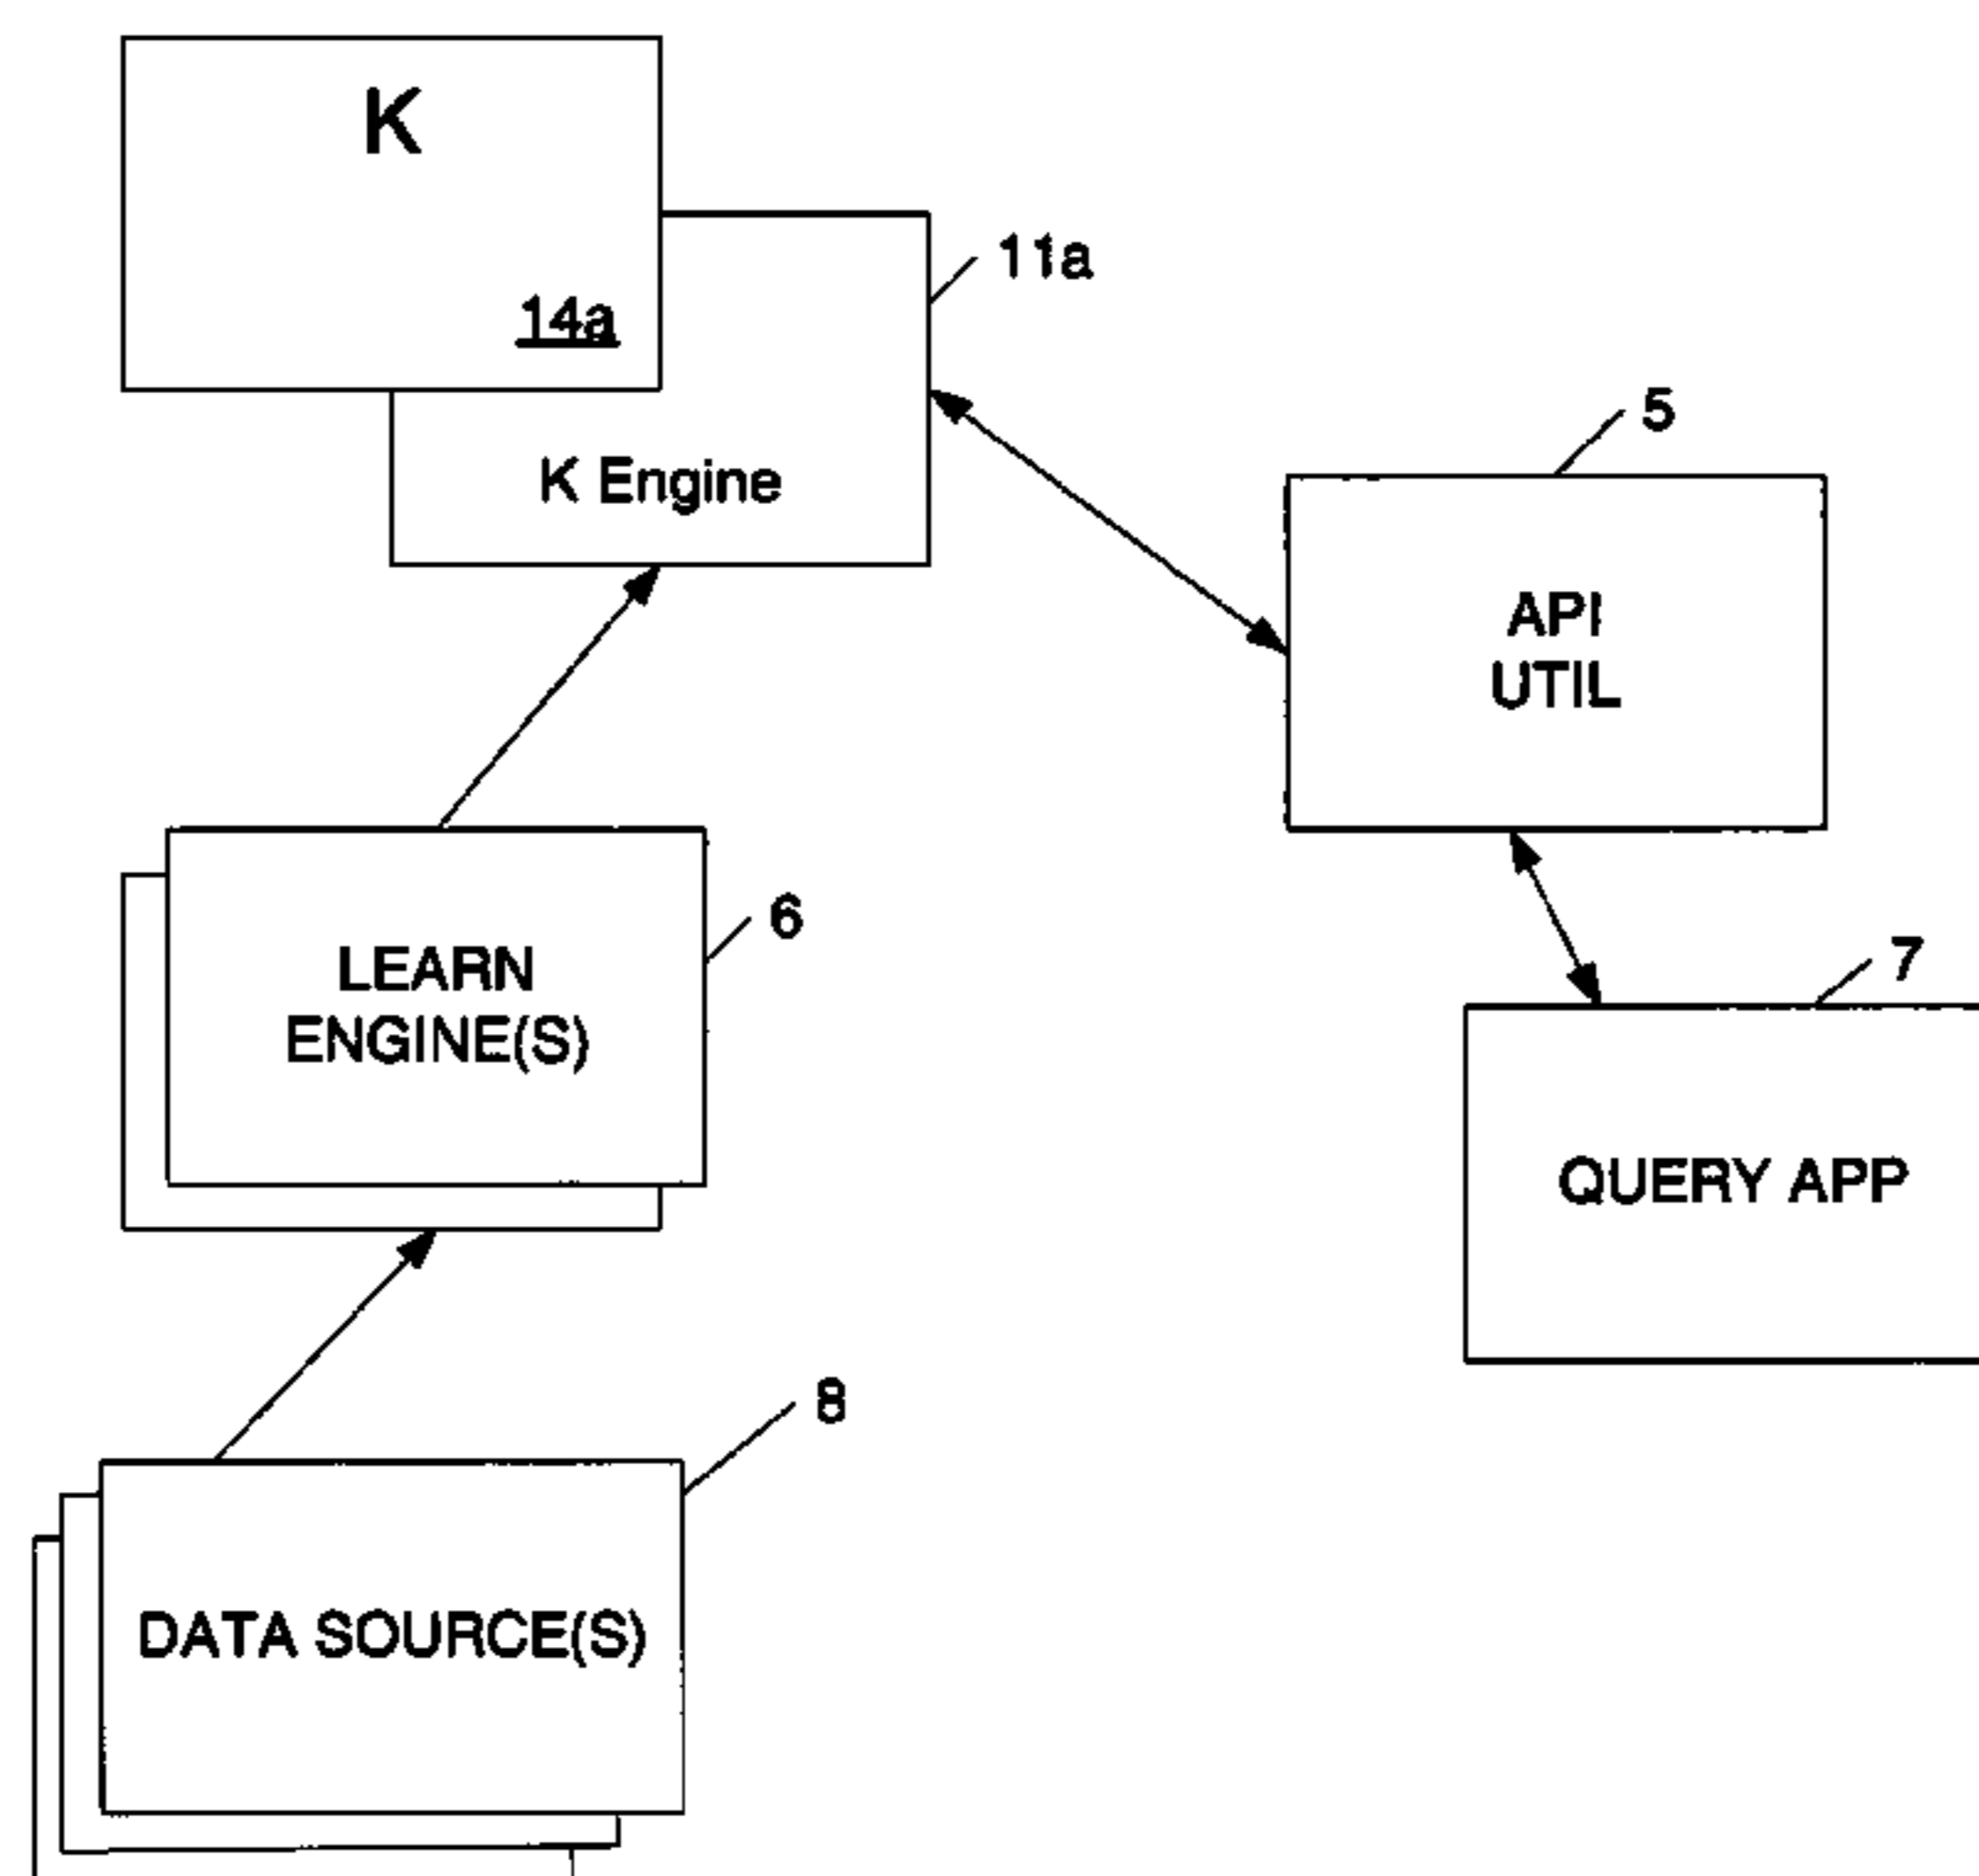 K
14a
11a
K Engine
5
API
UTIL
6
LEARN
ENGINE(S)
7
QUERY APP
8
DATA SOURCE(S)